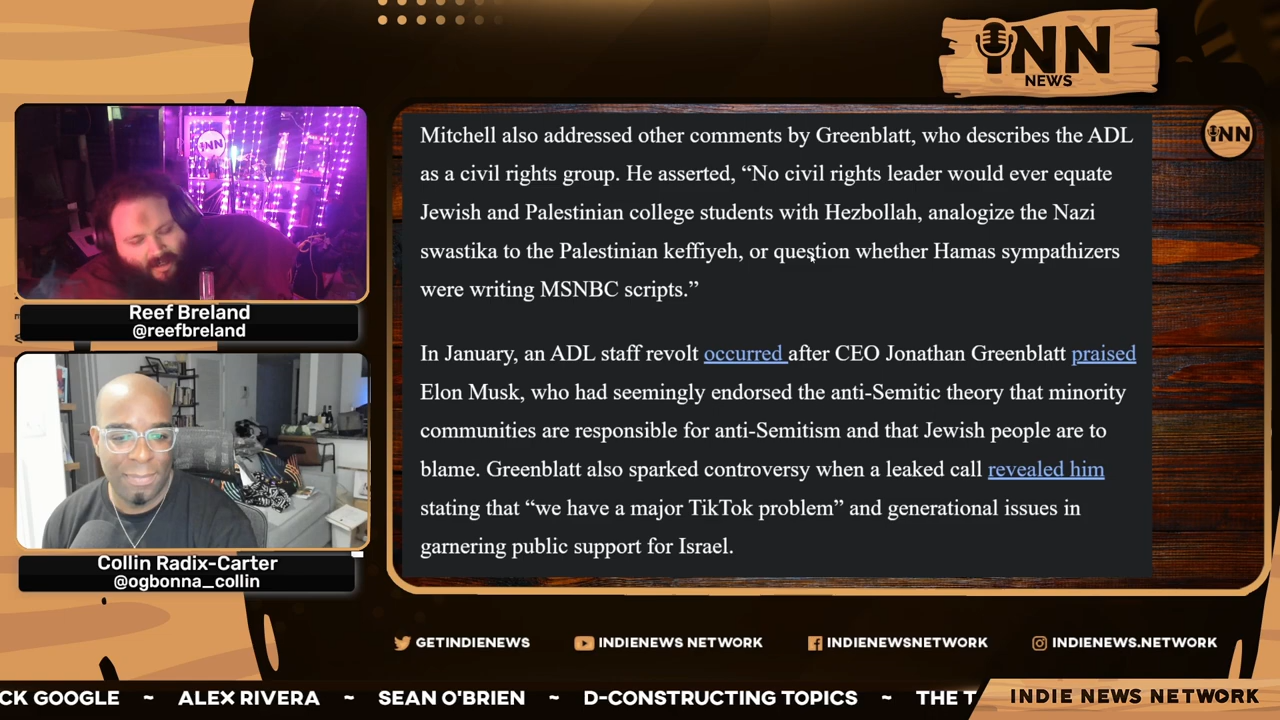 INN
NEWS
INN
INN
Reef Breland
@reefbreland
Collin Radix-Carter
@ogbonna_collin
Mitchell also addressed other comments by Greenblatt, who describes the ADL
as a civil rights group. He asserted, “No civil rights leader would ever equate
Jewish and Palestinian college students with Hezbollah, analogize the Nazi
swastika to the Palestinian keffiyeh, or question whether Hamas sympathizers
were writing MSNBC scripts.”
In January, an ADL staff revolt occurred after CEO Jonathan Greenblatt praised
Elon Musk, who had seemingly endorsed the anti-Semitic theory that minority
communities are responsible for anti-Semitism and that Jewish people are to
blame. Greenblatt also sparked controversy when a leaked call revealed him
stating that “we have a major TikTok problem” and generational issues in
garnering public support for Israel.
GETINDIENEWS
INDIENEWS NETWORK
INDIENEWSNETWORK
INDIENEWS.NETWORK
CK GOOGLE ~ ALEX RIVERA ~ SEAN O'BRIEN ~ D-CONSTRUCTING TOPICS ~ THE T
INDIE NEWS NETWORK